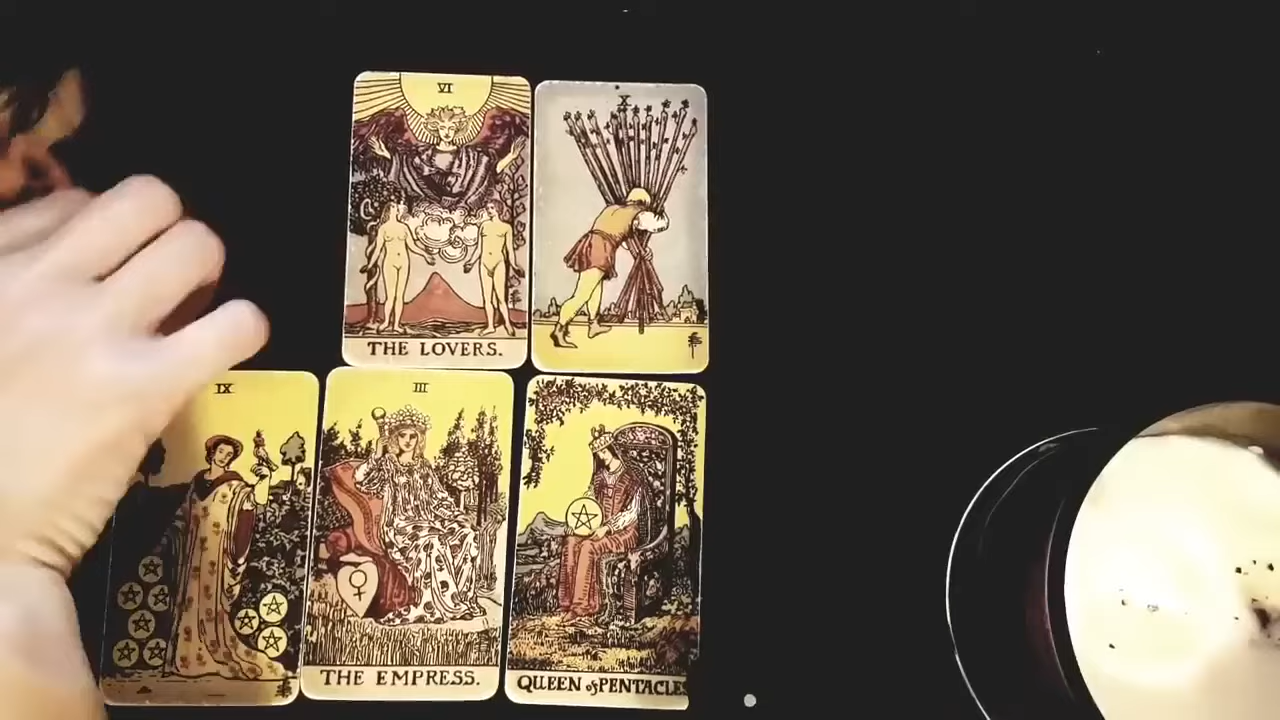 VI
X
THE LOVERS.
IX
III
THE EMPRESS.
QUEEN of PENTACLES